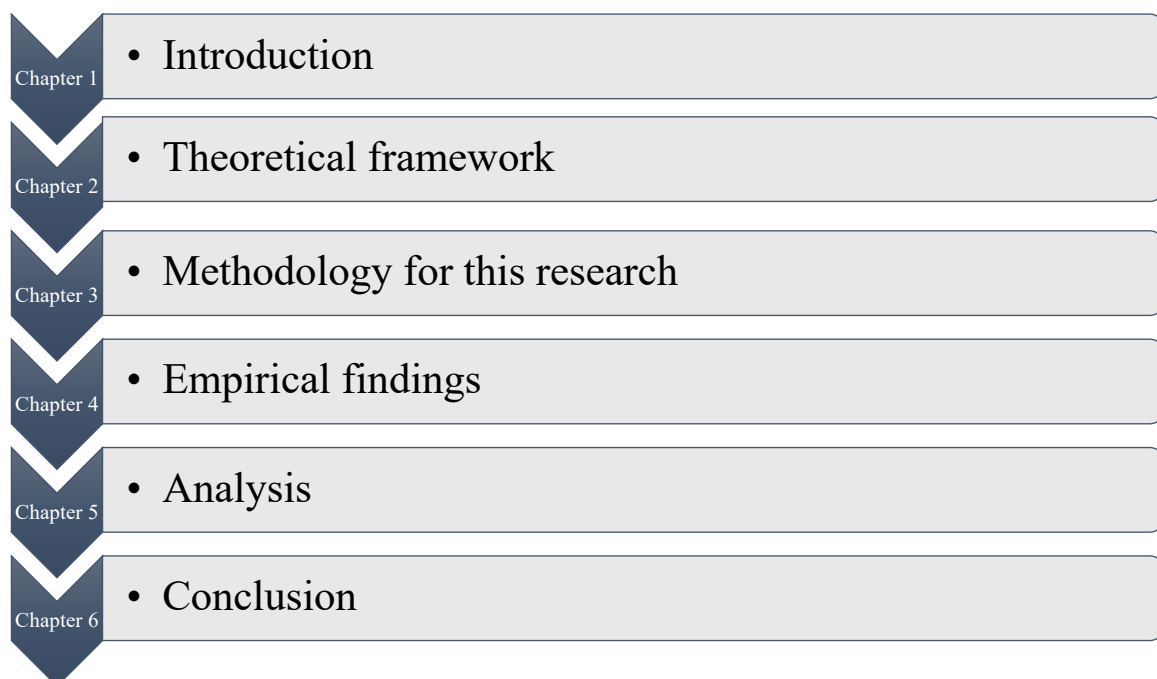 Chapter 1
• Introduction
Chapter 2
• Theoretical framework
Chapter 3
• Methodology for this research
Chapter 4
• Empirical findings
Chapter 5
• Analysis
Chapter 6
• Conclusion